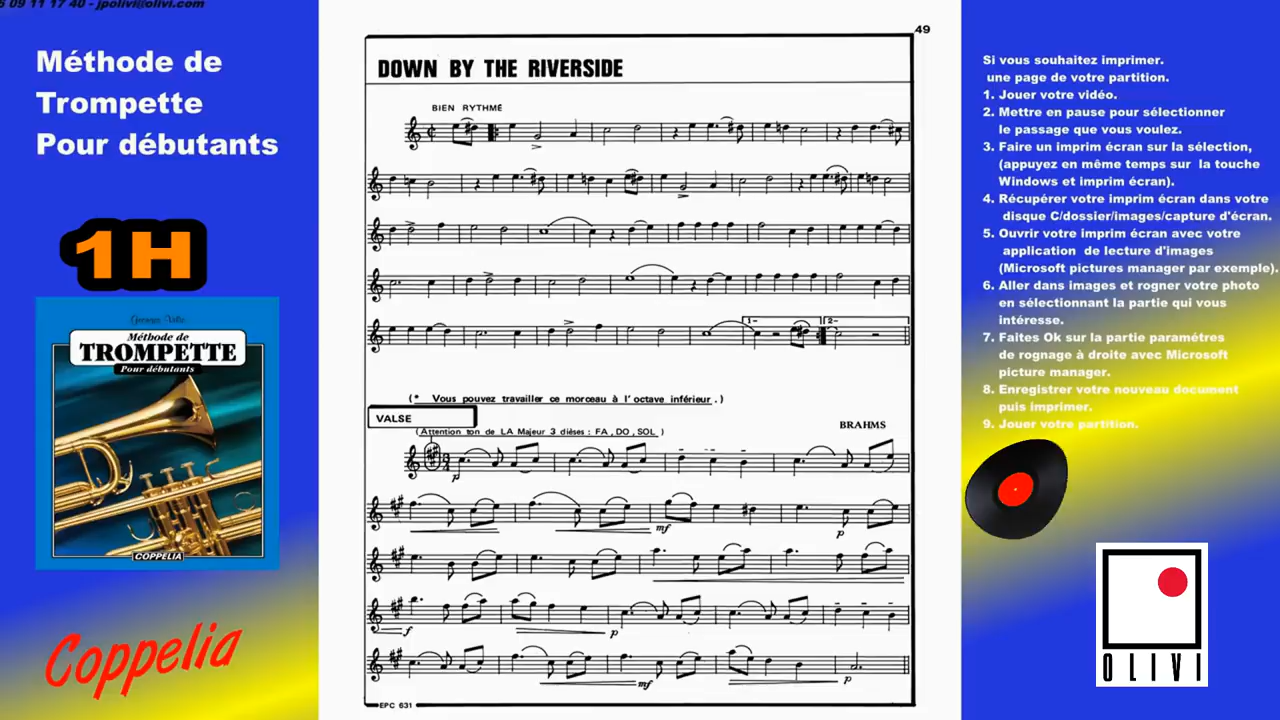 5 09 11 17 40 - jpolivi@olivi.com
Méthode de
Trompette
Pour débutants
1H
Méthode de
TROMPETTE
Pour débutants
COPPELIA
Coppelia
49
DOWN BY THE RIVERSIDE
BIEN RYTHMÉ
1-
2-
(* Vous pouvez travailler ce morceau à l'octave inférieur.)
VALSE
(Attention ton de LA Majeur 3 dièses : FA, DO, SOL )
BRAHMS
p
mf
p
f
p
mf
p
EPC 631
Si vous souhaitez imprimer.
une page de votre partition.
1. Jouer votre vidéo.
2. Mettre en pause pour sélectionner
le passage que vous voulez.
3. Faire un imprim écran sur la sélection,
(appuyez en même temps sur la touche
Windows et imprim écran).
4. Récupérer votre imprim écran dans votre
disque C/dossier/images/capture d'écran.
5. Ouvrir votre imprim écran avec votre
application de lecture d'images
(Microsoft pictures manager par exemple).
6. Aller dans images et rogner votre photo
en sélectionnant la partie qui vous
intéresse.
7. Faites Ok sur la partie paramétres
de rognage à droite avec Microsoft
picture manager.
8. Enregistrer votre nouveau document
puis imprimer.
9. Jouer votre partition.
OLIVI